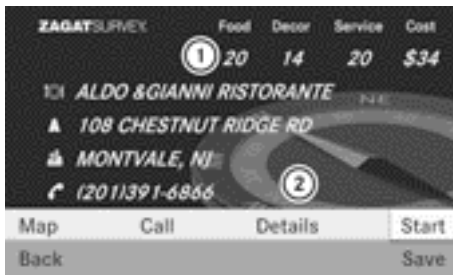 ZAGATSURVEY. Food Decor Service Cost
1 20 14 20 $34
ALDO &GIANNI RISTORANTE
NE
108 CHESTNUT RIDGE RD
MONTVALE, NJ
(201)391-6866 2
Map Call Details Start
Back Save